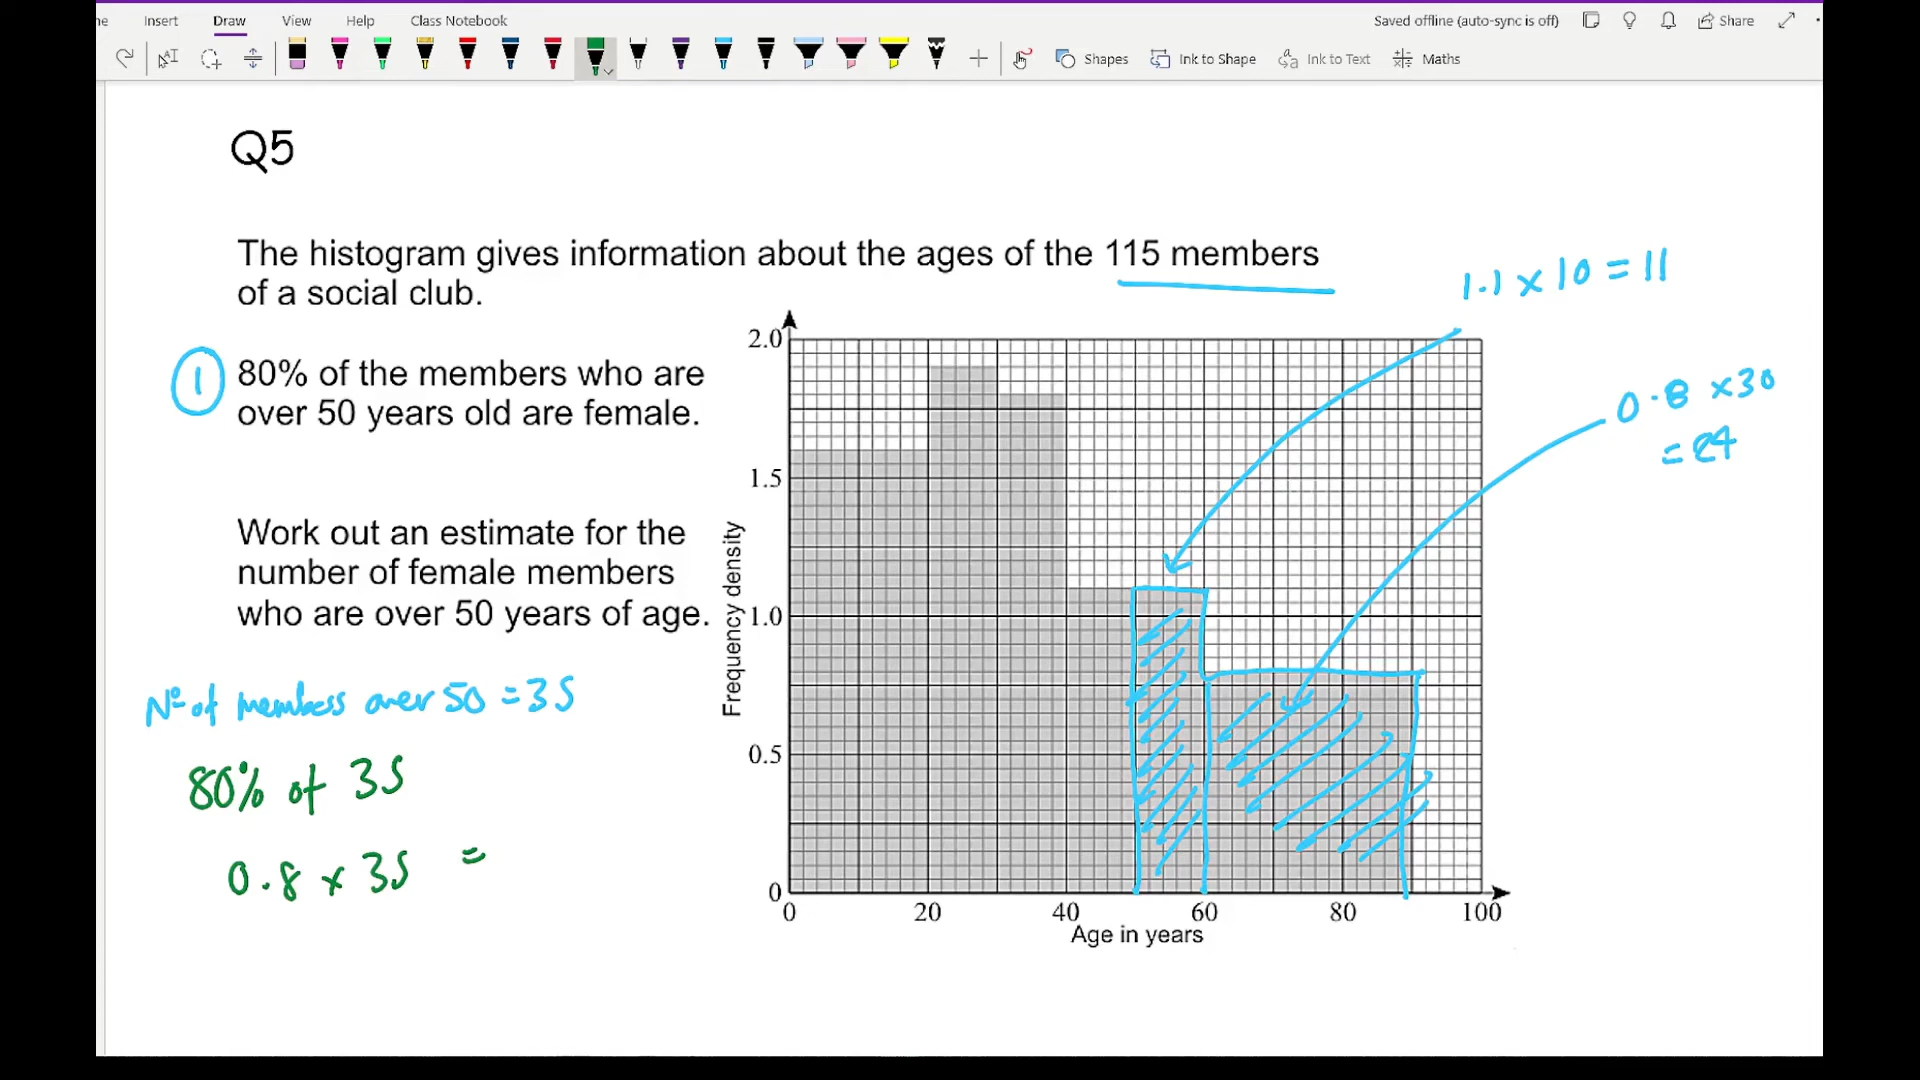 Insert Draw View Help Class Notebook Saved offline (auto-sync is off) Share
Shapes Ink to Shape Ink to Text Maths
Q5
The histogram gives information about the ages of the 115 members
of a social club.
1.1 x 10 = 11
1
80% of the members who are
over 50 years old are female.
0.8 x 30
= 24
Work out an estimate for the
number of female members
who are over 50 years of age.
Nº of members over 50 = 35
80% of 35
0.8 x 35 =
Frequency density
2.0
1.5
1.0
0.5
0
0 20 40 60 80 100
Age in years